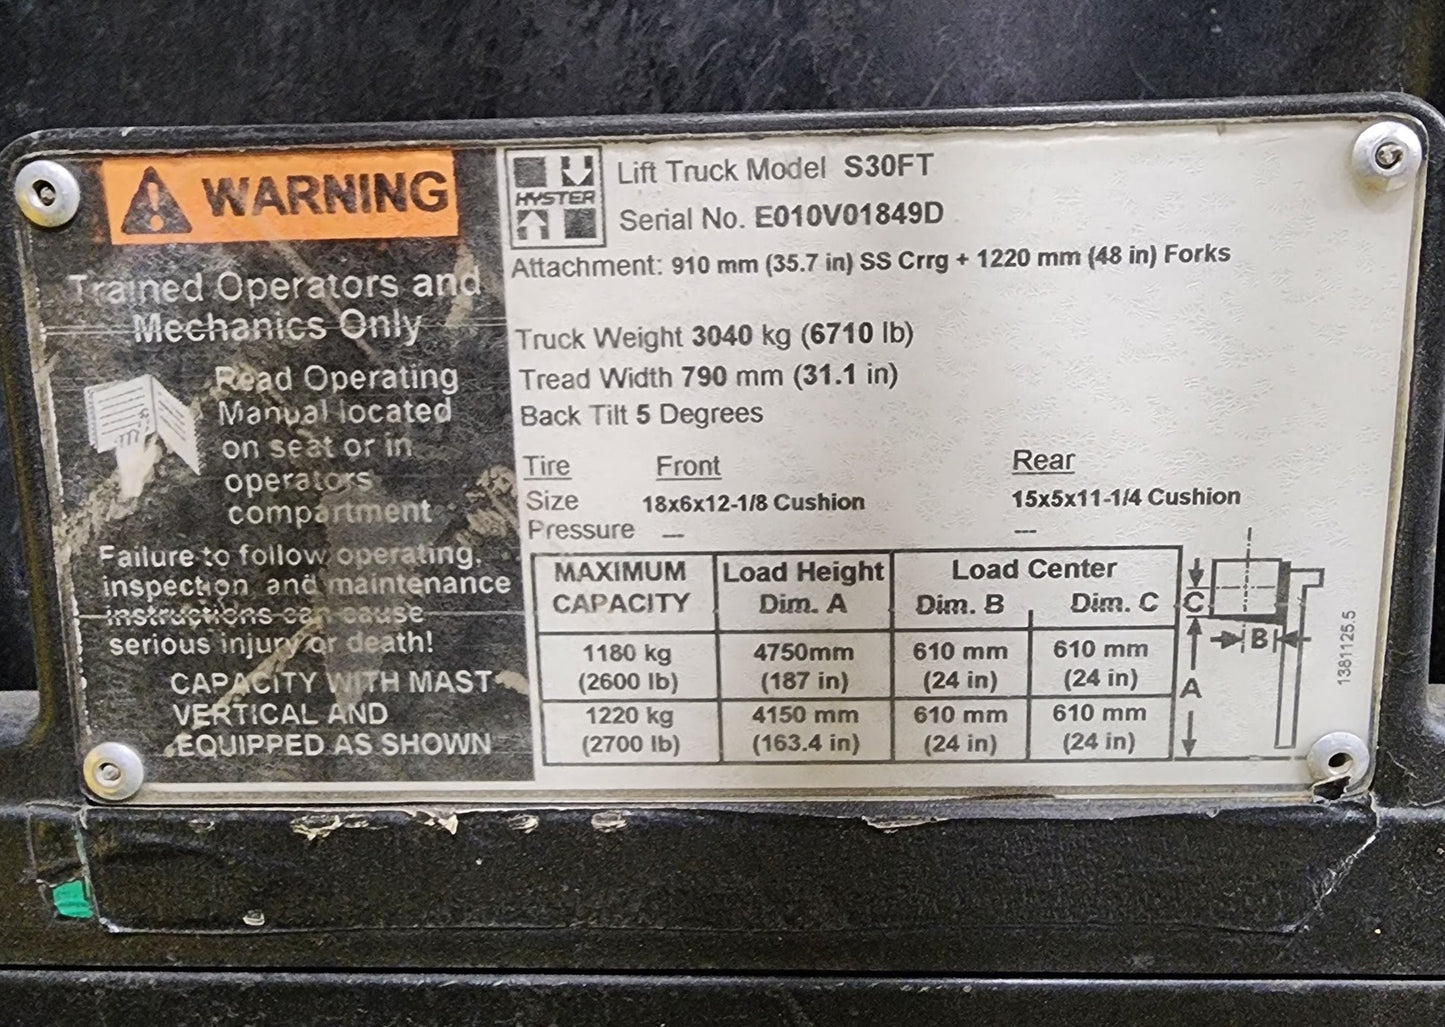 WARNING
Trained Operators and
Mechanics Only
Read Operating
Manual located
on seat or in
operators
compartment
Failure to follow operating,
inspection, and maintenance
instructions can cause
serious injury or death!
CAPACITY WITH MAST
VERTICAL AND
EQUIPPED AS SHOWN
HYSTER
Lift Truck Model S30FT
Serial No. E010V01849D
Attachment: 910 mm (35.7 in) SS Crrg + 1220 mm (48 in) Forks
Truck Weight 3040 kg (6710 lb)
Tread Width 790 mm (31.1 in)
Back Tilt 5 Degrees
Tire Front Rear
Size 18x6x12-1/8 Cushion 15x5x11-1/4 Cushion
Pressure --- ---
MAXIMUM CAPACITY Load Height Dim. A Load Center Dim. B Dim. C
1180 kg 4750mm 610 mm 610 mm
(2600 lb) (187 in) (24 in) (24 in)
1220 kg 4150 mm 610 mm 610 mm
(2700 lb) (163.4 in) (24 in) (24 in)
C
B
A
1381125.5